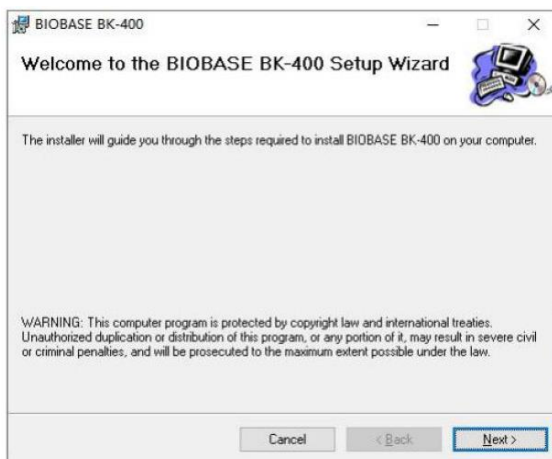 BIOBASE BK-400
Welcome to the BIOBASE BK-400 Setup Wizard
The installer will guide you through the steps required to install BIOBASE BK-400 on your computer.
WARNING: This computer program is protected by copyright law and international treaties.
Unauthorized duplication or distribution of this program, or any portion of it, may result in severe civil
or criminal penalties, and will be prosecuted to the maximum extent possible under the law.
Cancel
< Back
Next >